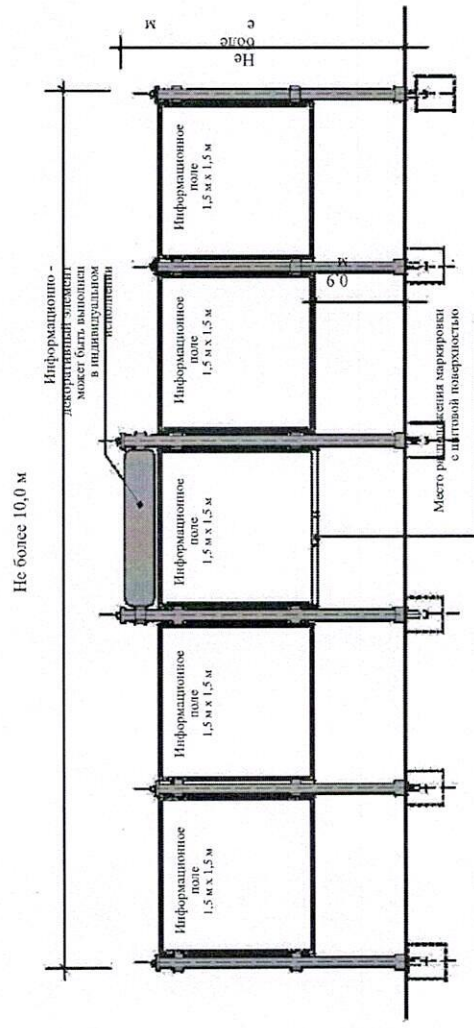 Не более 10,0 м
Информационно -
декоративный элемент
может быть выполнен
в индивидуальном
исполнении
Информационное
поле
1,5 м x 1,5 м
Информационное
поле
1,5 м x 1,5 м
Информационное
поле
1,5 м x 1,5 м
Информационное
поле
1,5 м x 1,5 м
Информационное
поле
1,5 м x 1,5 м
Не
боле
е
м
0,9
м
Место расположения маркировки
с щитовой поверхностью